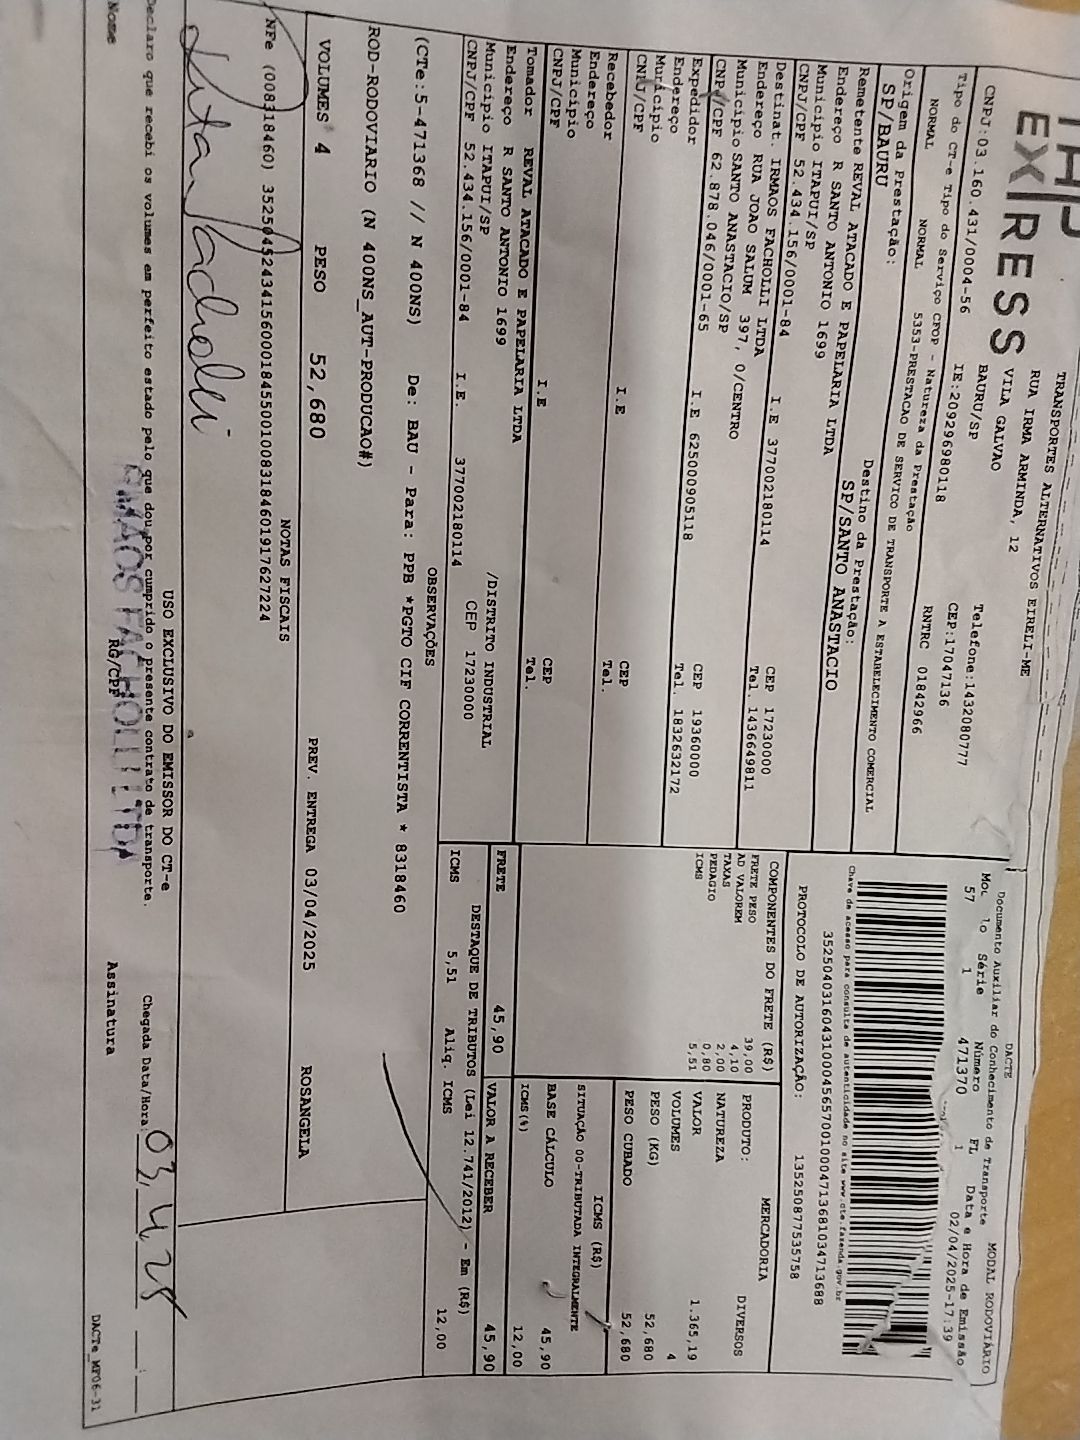 EXPRESS
TRANSPORTES ALTERNATIVOS EIRELI-ME
RUA IRMA ARMINDA, 12
VILA GALVAO
BAURU/SP
Telefone:1432080777
CEP:17047136
CNPJ:03.160.431/0004-56 IE:209296980118 RNTRC 01842966
Tipo do CT-e Tipo do Serviço CFOP - Natureza da Prestação
NORMAL NORMAL 5353-PRESTACAO DE SERVICO DE TRANSPORTE A ESTABELECIMENTO COMERCIAL
Origem da Prestação: Destino da Prestação:
SP/BAURU SP/SANTO ANASTACIO
Remetente REVAL ATACADO E PAPELARIA LTDA
Endereço R SANTO ANTONIO 1699
Municipio ITAPUI/SP CEP 17230000
CNPJ/CPF 52.434.156/0001-84 I.E 377002180114 Tel. 1436649811
Destinat. IRMAOS FACHOLLI LTDA
Endereço RUA JOAO SALUM 397, 0/CENTRO
Municipio SANTO ANASTACIO/SP CEP 19360000
CNPJ/CPF 62.878.046/0001-65 I.E 625000905118 Tel. 1832632172
Expedidor
Endereço
Município
CNPJ/CPF I.E
CEP
Tel.
Recebedor
Endereço
Município
CNPJ/CPF I.E
CEP
Tel.
Tomador REVAL ATACADO E PAPELARIA LTDA
Endereço R SANTO ANTONIO 1699 /DISTRITO INDUSTRIAL
Município ITAPUI/SP CEP 17230000
CNPJ/CPF 52.434.156/0001-84 I.E. 377002180114
DACTE
Documento Auxiliar do Conhecimento de Transporte MODAL RODOVIÁRIO
Série Número FL Data e Hora de Emissão
57 1 471370 1 02/04/2025-17:39
Chave de acesso para consulta de autenticidade no site www.cte.fazenda.gov.br
35250403160431000456570010004713681034713688
PROTOCOLO DE AUTORIZAÇÃO: 135250877535758
COMPONENTES DO FRETE (R$)
FRETE PESO 39,00
AD VALOREM 4,10
TAXAS 2,00
PEDAGIO 0,80
ICMS 5,51
MERCADORIA
PRODUTO: DIVERSOS
NATUREZA
VALOR 1.365,19
VOLUMES 4
PESO (KG) 52,680
PESO CUBADO 52,680
ICMS (R$)
SITUAÇÃO 00-TRIBUTADA INTEGRALMENTE
BASE CÁLCULO 45,90
ICMS(%) 12,00
FRETE 45,90 VALOR A RECEBER 45,90
DESTAQUE DE TRIBUTOS (Lei 12.741/2012) - Em (R$)
ICMS 5,51 Aliq. ICMS 12,00
OBSERVAÇÕES
(CTe:5-471368 // N 400NS) De: BAU - Para: PPB *PGTO CIF CORRENTISTA * 8318460
ROD-RODOVIARIO (N 400NS_AUT-PRODUCAO#)
VOLUMES 4 PESO 52,680 PREV. ENTREGA 03/04/2025 ROSANGELA
NOTAS FISCAIS
NFe (008318460) 35250452434156000184550010083184601917627224
USO EXCLUSIVO DO EMISSOR DO CT-e
Declaro que recebi os volumes em perfeito estado pelo que dou por cumprido o presente contrato de transporte.
Chegada Data/Hora: 03/4/25
Nome RG/CPF Assinatura
IRMAOS FACHOLLI LTDA
DACTe_MF06-31